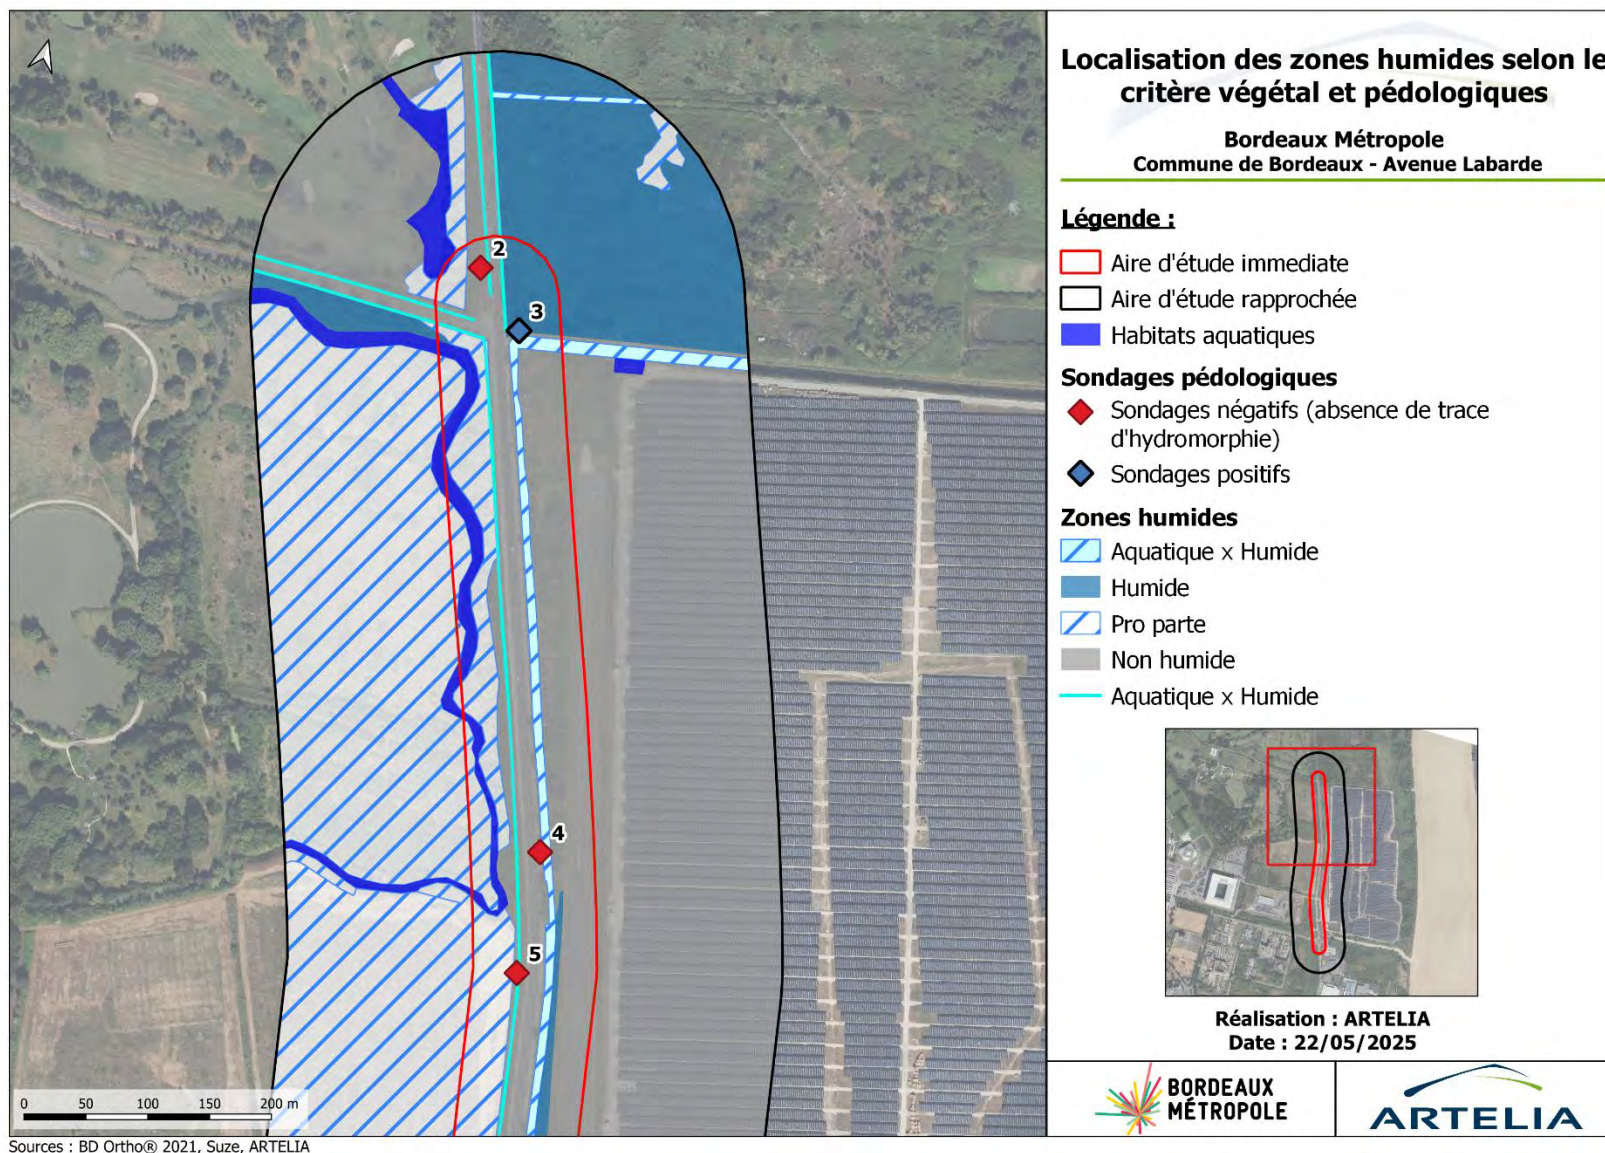 Localisation des zones humides selon le
critère végétal et pédologiques
Bordeaux Métropole
Commune de Bordeaux - Avenue Labarde
Légende :
Aire d'étude immediate
Aire d'étude rapprochée
Habitats aquatiques
Sondages pédologiques
Sondages négatifs (absence de trace
d'hydromorphie)
Sondages positifs
Zones humides
Aquatique x Humide
Humide
Pro parte
Non humide
Aquatique x Humide
Réalisation : ARTELIA
Date : 22/05/2025
BORDEAUX
MÉTROPOLE
ARTELIA
2
3
4
5
0 50 100 150 200 m
Sources : BD Ortho® 2021, Suze, ARTELIA